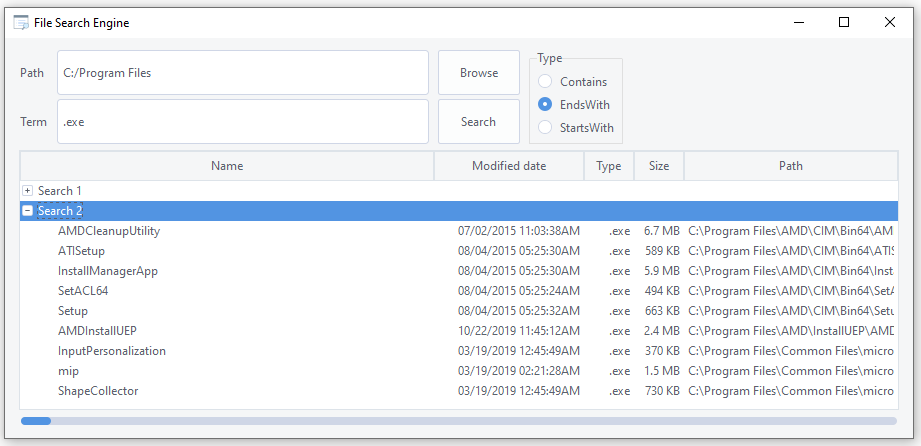 File Search Engine
Path C:/Program Files Browse
Type
Contains
EndsWith
StartsWith
Term .exe Search
Name Modified date Type Size Path
Search 1
Search 2
AMDCleanupUtility 07/02/2015 11:03:38AM .exe 6.7 MB C:\Program Files\AMD\CIM\Bin64\AM
ATISetup 08/04/2015 05:25:30AM .exe 589 KB C:\Program Files\AMD\CIM\Bin64\ATIS
InstallManagerApp 08/04/2015 05:25:30AM .exe 5.9 MB C:\Program Files\AMD\CIM\Bin64\Inst
SetACL64 08/04/2015 05:25:24AM .exe 494 KB C:\Program Files\AMD\CIM\Bin64\SetA
Setup 08/04/2015 05:25:32AM .exe 663 KB C:\Program Files\AMD\CIM\Bin64\Setu
AMDInstallUEP 10/22/2019 11:45:12AM .exe 2.4 MB C:\Program Files\AMD\InstallUEP\AMD
InputPersonalization 03/19/2019 12:45:49AM .exe 370 KB C:\Program Files\Common Files\micro
mip 03/19/2019 02:21:28AM .exe 1.5 MB C:\Program Files\Common Files\micro
ShapeCollector 03/19/2019 12:45:49AM .exe 730 KB C:\Program Files\Common Files\micro